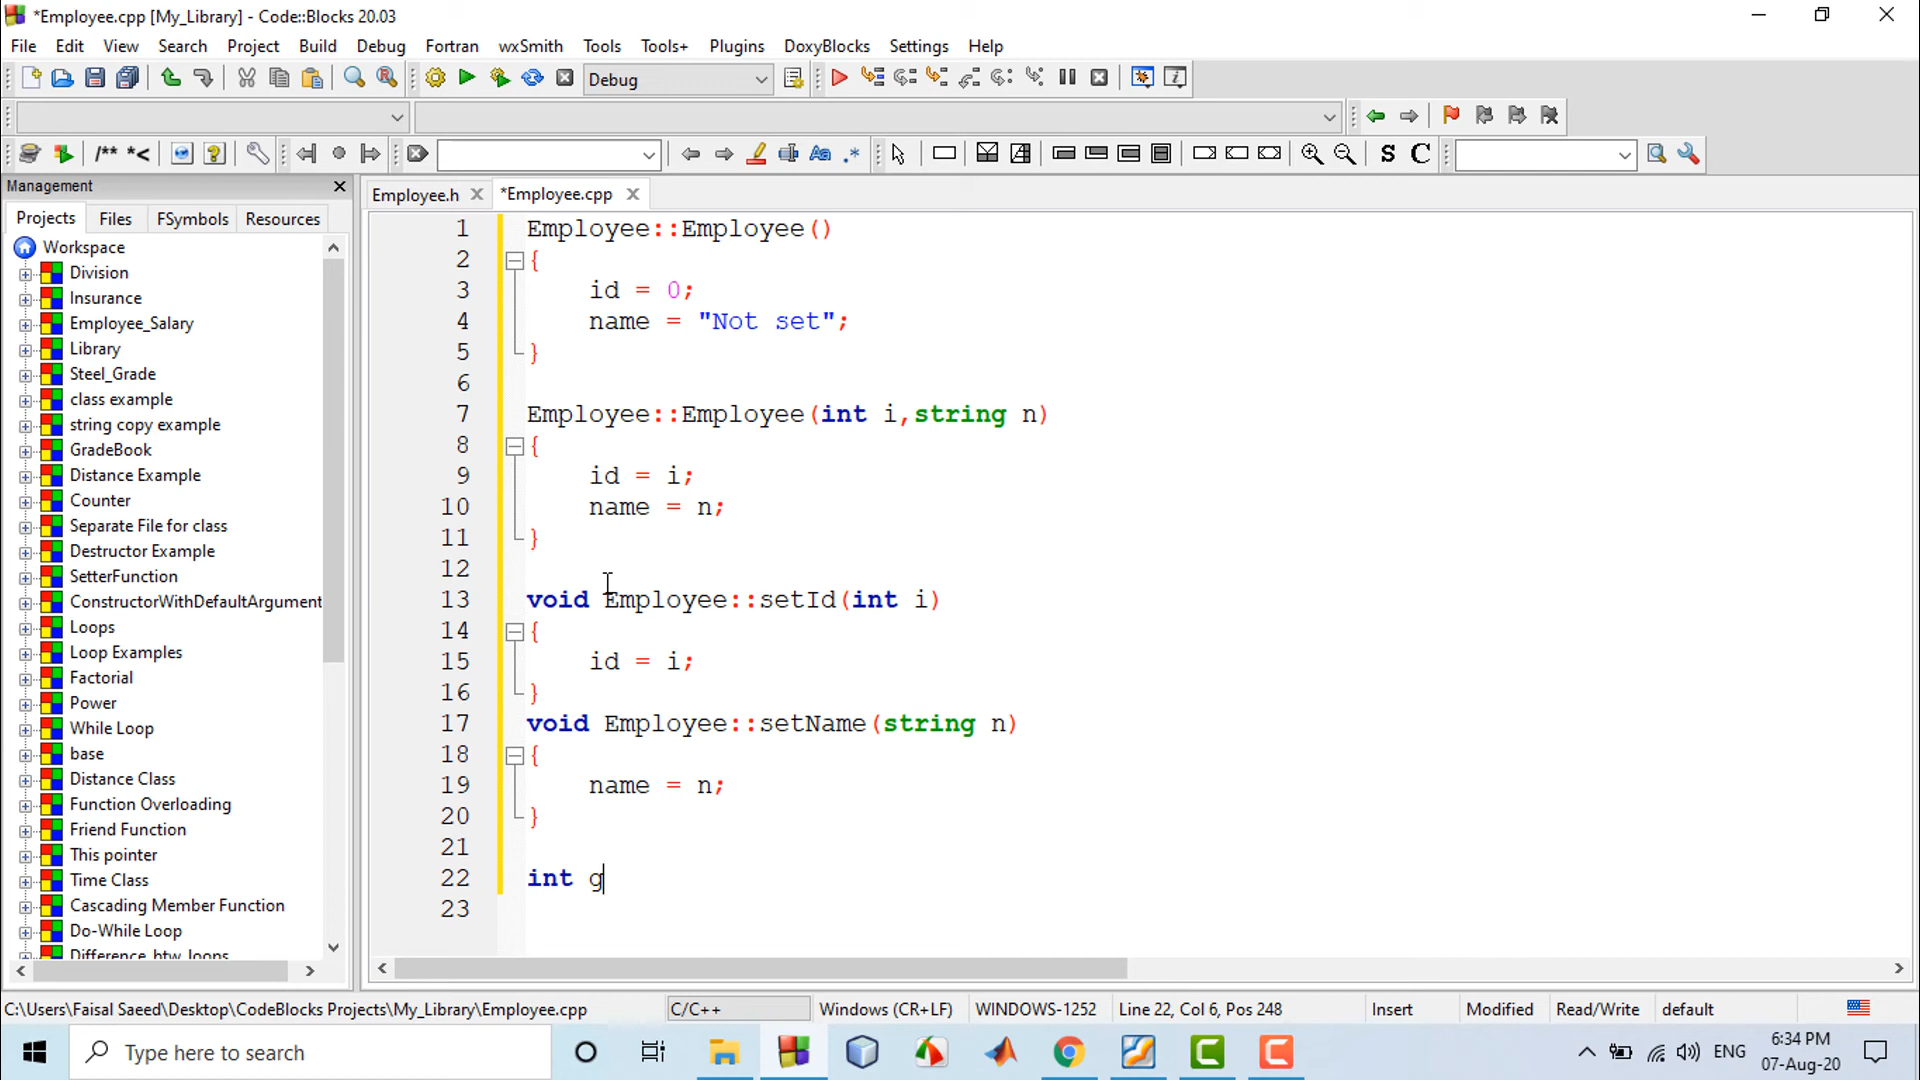 *Employee.cpp [My_Library] - Code::Blocks 20.03
File Edit View Search Project Build Debug Fortran wxSmith Tools Tools+ Plugins DoxyBlocks Settings Help
Debug
/** *<
S C
Management
Projects Files FSymbols Resources
Workspace
Division
Insurance
Employee_Salary
Library
Steel_Grade
class example
string copy example
GradeBook
Distance Example
Counter
Separate File for class
Destructor Example
SetterFunction
ConstructorWithDefaultArgument
Loops
Loop Examples
Factorial
Power
While Loop
base
Distance Class
Function Overloading
Friend Function
This pointer
Time Class
Cascading Member Function
Do-While Loop
Difference_btw_loops
Employee.h *Employee.cpp
1 Employee::Employee()
2 {
3 id = 0;
4 name = "Not set";
5 }
6
7 Employee::Employee(int i,string n)
8 {
9 id = i;
10 name = n;
11 }
12
13 void Employee::setId(int i)
14 {
15 id = i;
16 }
17 void Employee::setName(string n)
18 {
19 name = n;
20 }
21
22 int g
23
C:\Users\Faisal Saeed\Desktop\CodeBlocks Projects\My_Library\Employee.cpp C/C++ Windows (CR+LF) WINDOWS-1252 Line 22, Col 6, Pos 248 Insert Modified Read/Write default
Type here to search
ENG
6:34 PM
07-Aug-20